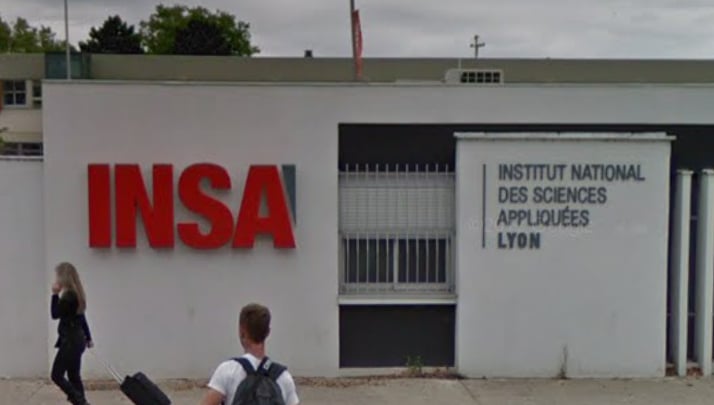 INSA
INSTITUT NATIONAL
DES SCIENCES
APPLIQUÉES
LYON